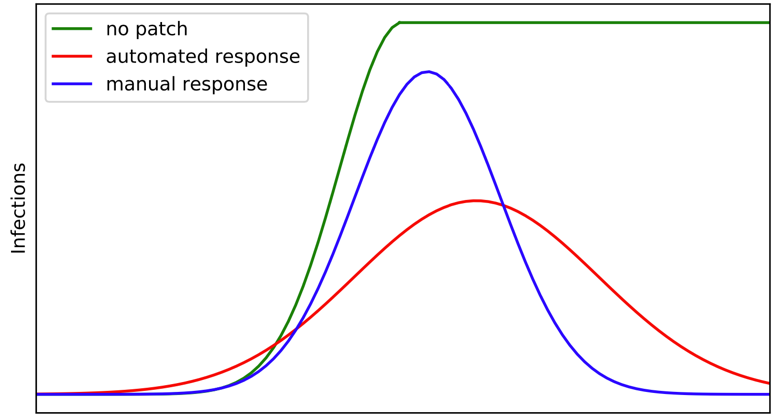 no patch
automated response
manual response
Infections